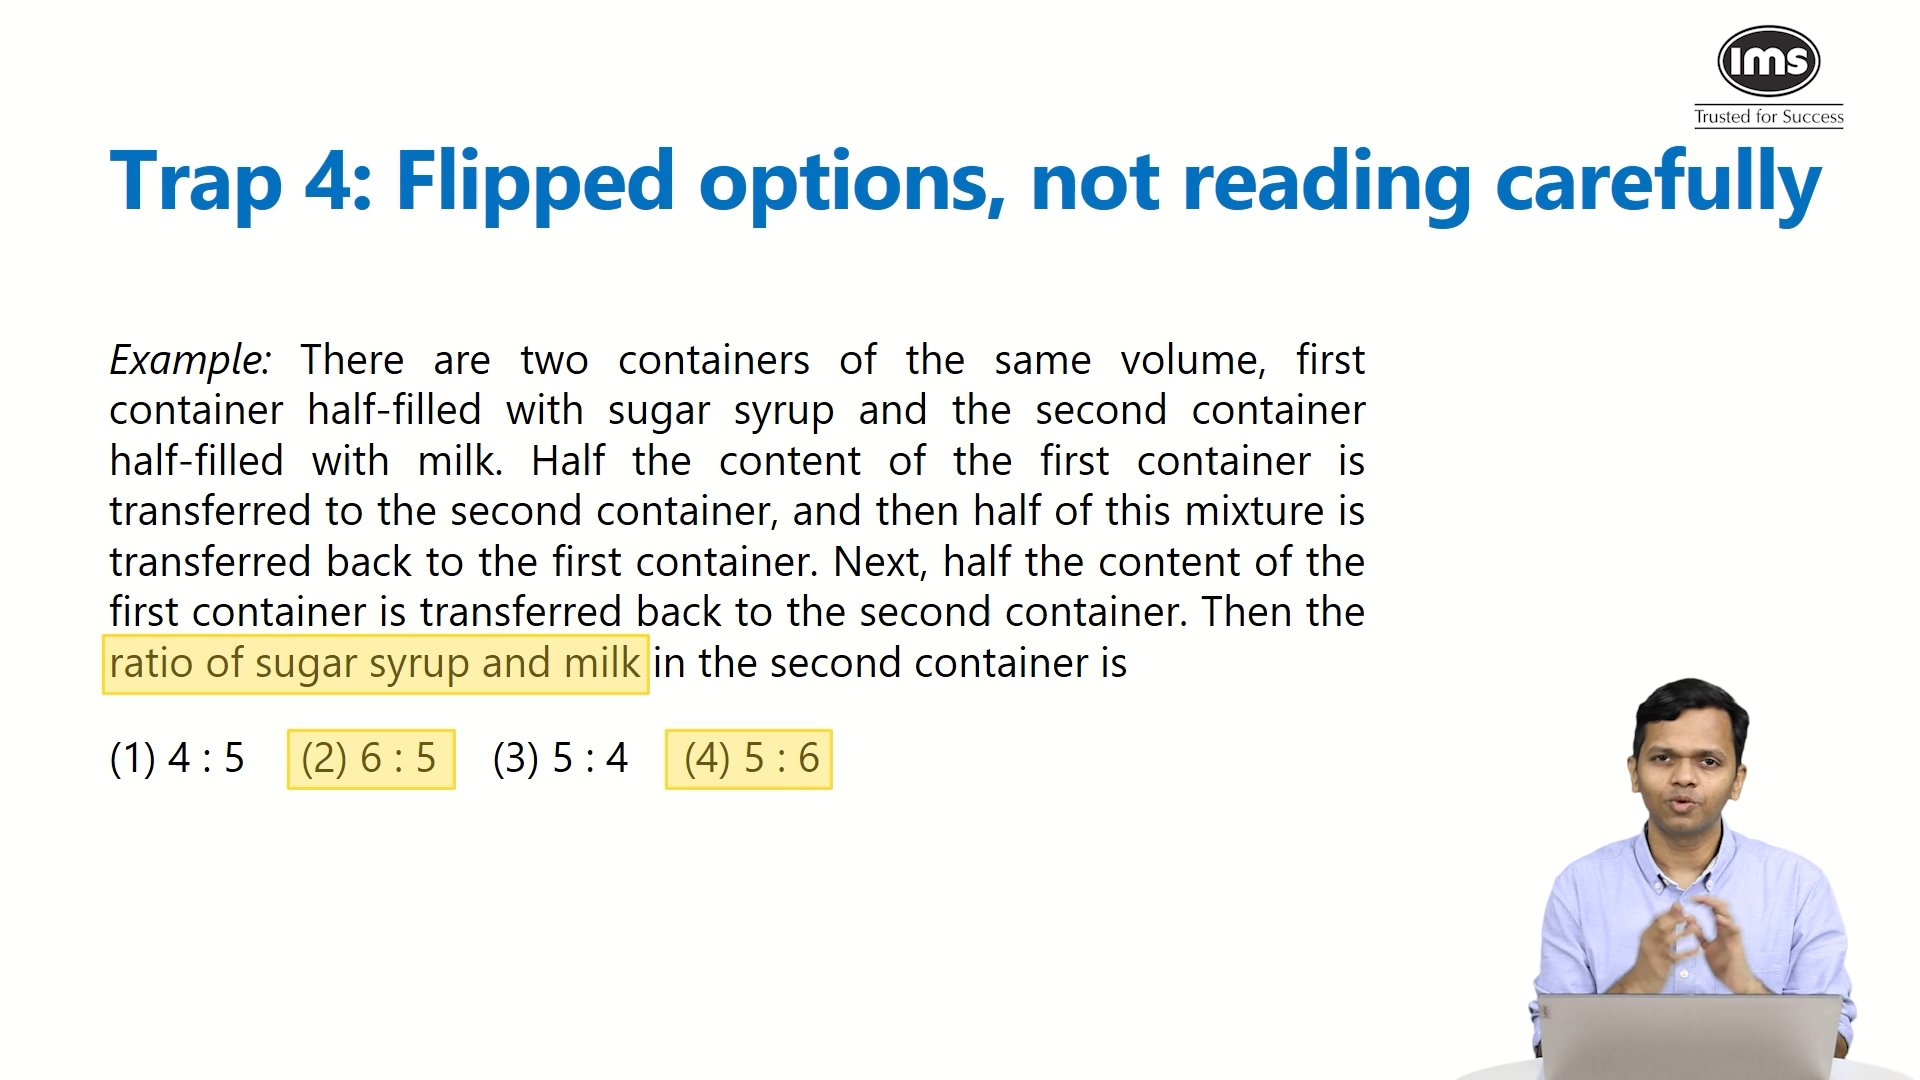 ims
Trusted for Success
Trap 4: Flipped options, not reading carefully
Example: There are two containers of the same volume, first
container half-filled with sugar syrup and the second container
half-filled with milk. Half the content of the first container is
transferred to the second container, and then half of this mixture is
transferred back to the first container. Next, half the content of the
first container is transferred back to the second container. Then the
ratio of sugar syrup and milk in the second container is
(1) 4 : 5 (2) 6 : 5 (3) 5 : 4 (4) 5 : 6